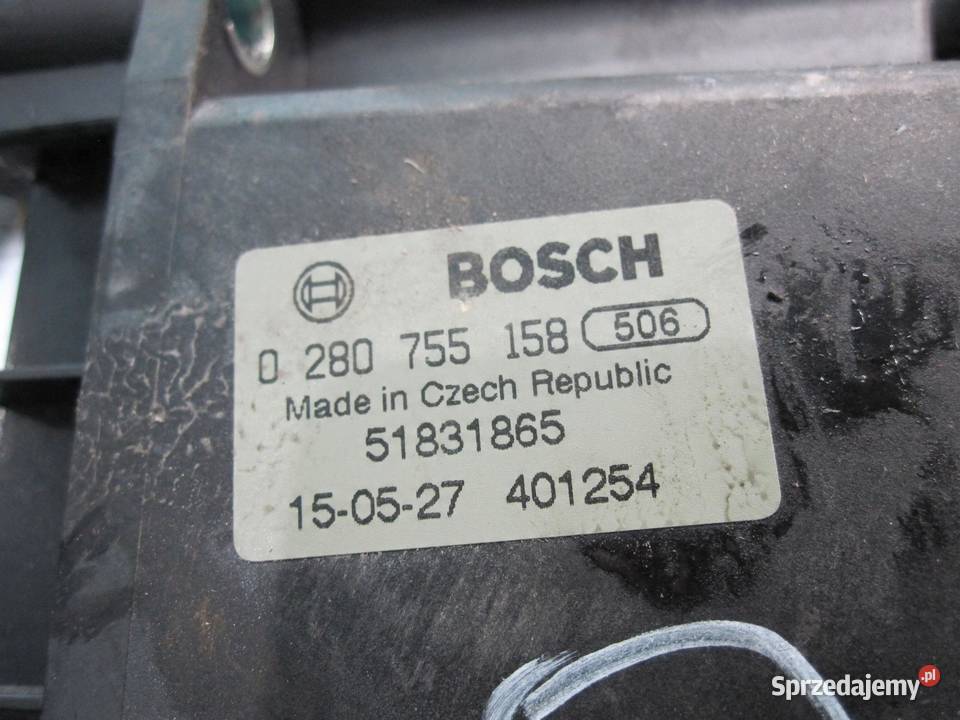 BOSCH
0 280 755 158 506
Made in Czech Republic
51831865
15-05-27 401254
Sprzedajemy.pl